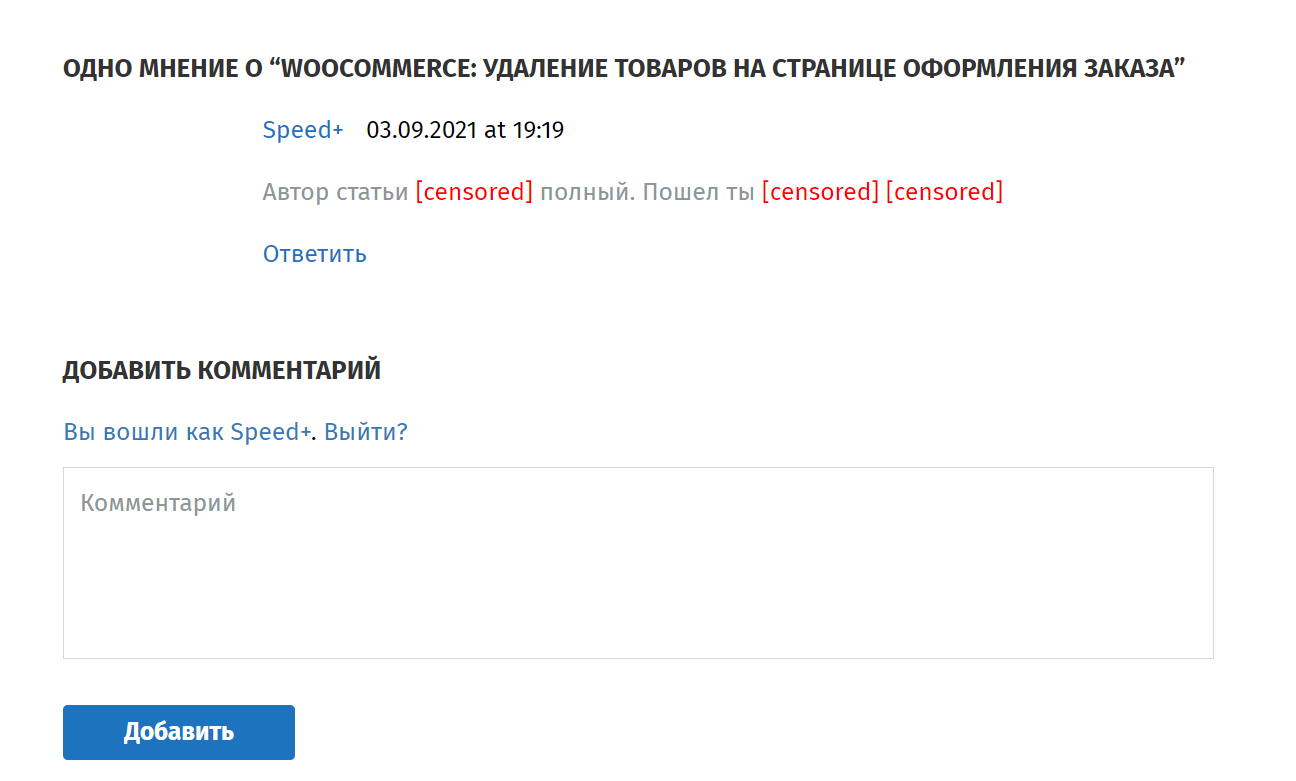 ОДНО МНЕНИЕ О “WOOCOMMERCE: УДАЛЕНИЕ ТОВАРОВ НА СТРАНИЦЕ ОФОРМЛЕНИЯ ЗАКАЗА”
Speed+ 03.09.2021 at 19:19
Автор статьи [censored] полный. Пошел ты [censored] [censored]
Ответить
ДОБАВИТЬ КОММЕНТАРИЙ
Вы вошли как Speed+. Выйти?
Комментарий
Добавить